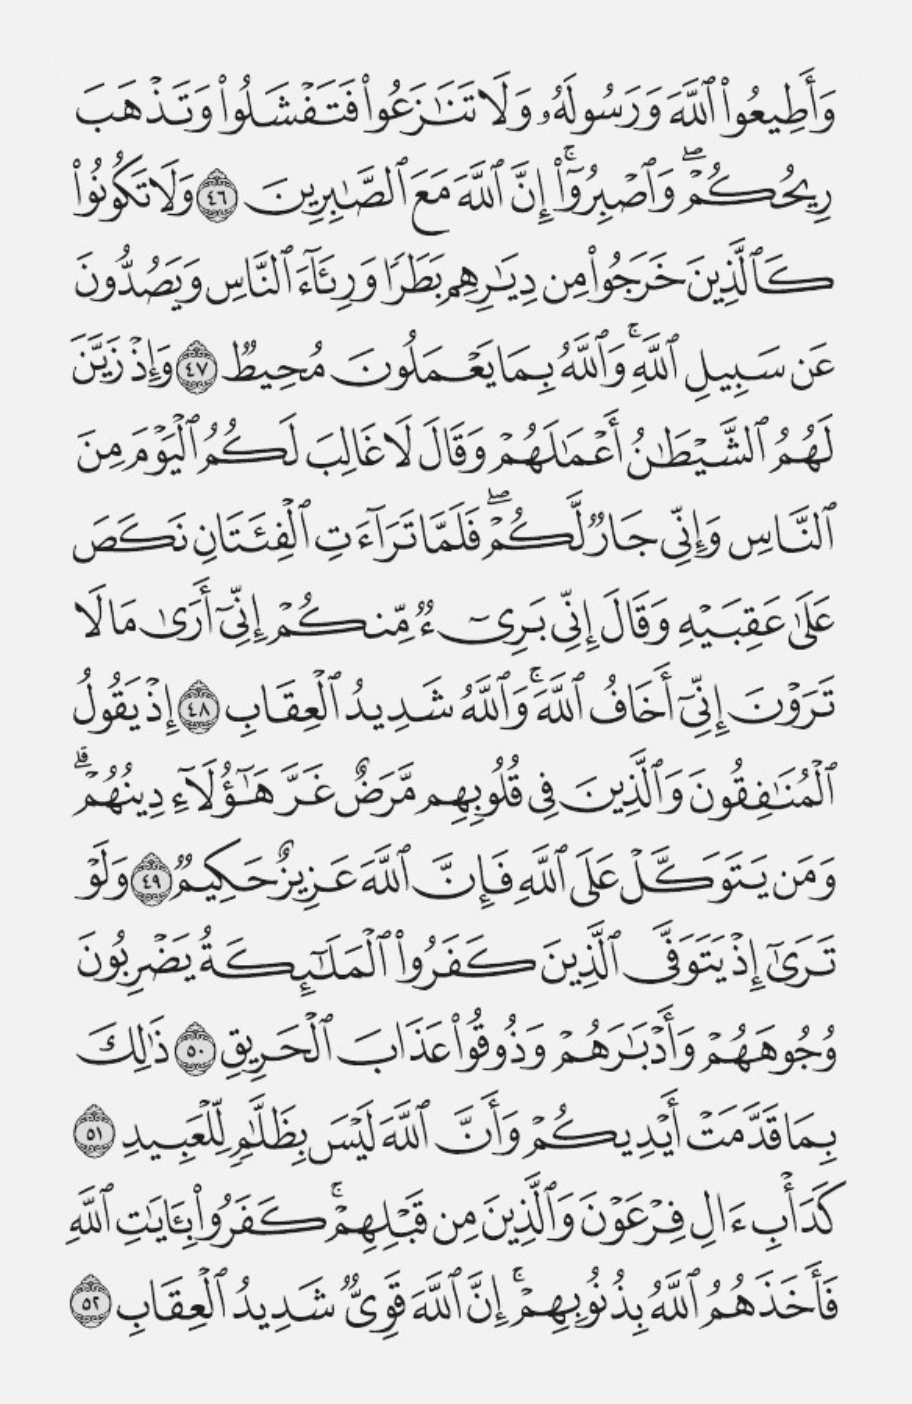 وَأَطِيعُوا۟ ٱللَّهَ وَرَسُولَهُۥ وَلَا تَنَٰزَعُوا۟ فَتَفْشَلُوا۟ وَتَذْهَبَ
رِيحُكُمْ ۖ وَٱصْبِرُوٓا۟ ۚ إِنَّ ٱللَّهَ مَعَ ٱلصَّٰبِرِينَ ٤٦ وَلَا تَكُونُوا۟
كَٱلَّذِينَ خَرَجُوا۟ مِن دِيَٰرِهِم بَطَرًا وَرِئَآءَ ٱلنَّاسِ وَيَصُدُّونَ
عَن سَبِيلِ ٱللَّهِ ۚ وَٱللَّهُ بِمَا يَعْمَلُونَ مُحِيطٌ ٤٧ وَإِذْ زَيَّنَ
لَهُمُ ٱلشَّيْطَٰنُ أَعْمَٰلَهُمْ وَقَالَ لَا غَالِبَ لَكُمُ ٱلْيَوْمَ مِنَ
ٱلنَّاسِ وَإِنِّى جَارٌ لَّكُمْ ۖ فَلَمَّا تَرَآءَتِ ٱلْفِئَتَانِ نَكَصَ
عَلَىٰ عَقِبَيْهِ وَقَالَ إِنِّى بَرِىٓءٌ مِّنكُمْ إِنِّىٓ أَرَىٰ مَا لَا
تَرَوْنَ إِنِّىٓ أَخَافُ ٱللَّهَ ۚ وَٱللَّهُ شَدِيدُ ٱلْعِقَابِ ٤٨ إِذْ يَقُولُ
ٱلْمُنَٰفِقُونَ وَٱلَّذِينَ فِى قُلُوبِهِم مَّرَضٌ غَرَّ هَٰٓؤُلَآءِ دِينُهُمْ ۗ
وَمَن يَتَوَكَّلْ عَلَى ٱللَّهِ فَإِنَّ ٱللَّهَ عَزِيزٌ حَكِيمٌ ٤٩ وَلَوْ
تَرَىٰٓ إِذْ يَتَوَفَّى ٱلَّذِينَ كَفَرُوا۟ ٱلْمَلَٰٓئِكَةُ يَضْرِبُونَ
وُجُوهَهُمْ وَأَدْبَٰرَهُمْ وَذُوقُوا۟ عَذَابَ ٱلْحَرِيقِ ٥٠ ذَٰلِكَ
بِمَا قَدَّمَتْ أَيْدِيكُمْ وَأَنَّ ٱللَّهَ لَيْسَ بِظَلَّٰمٍ لِّلْعَبِيدِ ٥١
كَدَأْبِ ءَالِ فِرْعَوْنَ وَٱلَّذِينَ مِن قَبْلِهِمْ ۚ كَفَرُوا۟ بِـَٔايَٰتِ ٱللَّهِ
فَأَخَذَهُمُ ٱللَّهُ بِذُنُوبِهِمْ ۚ إِنَّ ٱللَّهَ قَوِىٌّ شَدِيدُ ٱلْعِقَابِ ٥٢